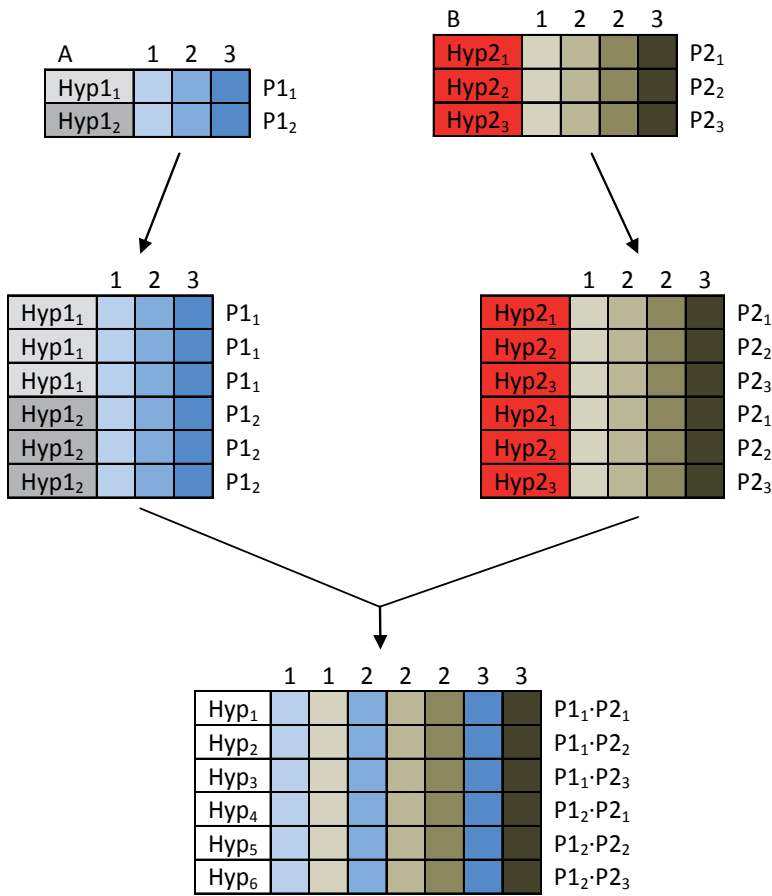 A 1 2 3
Hyp1₁ P1₁
Hyp1₂ P1₂
B 1 2 2 3
Hyp2₁ P2₁
Hyp2₂ P2₂
Hyp2₃ P2₃
1 2 3
Hyp1₁ P1₁
Hyp1₁ P1₁
Hyp1₁ P1₁
Hyp1₂ P1₂
Hyp1₂ P1₂
Hyp1₂ P1₂
1 2 2 3
Hyp2₁ P2₁
Hyp2₂ P2₂
Hyp2₃ P2₃
Hyp2₁ P2₁
Hyp2₂ P2₂
Hyp2₃ P2₃
1 1 2 2 2 3 3
Hyp₁ P1₁·P2₁
Hyp₂ P1₁·P2₂
Hyp₃ P1₁·P2₃
Hyp₄ P1₂·P2₁
Hyp₅ P1₂·P2₂
Hyp₆ P1₂·P2₃